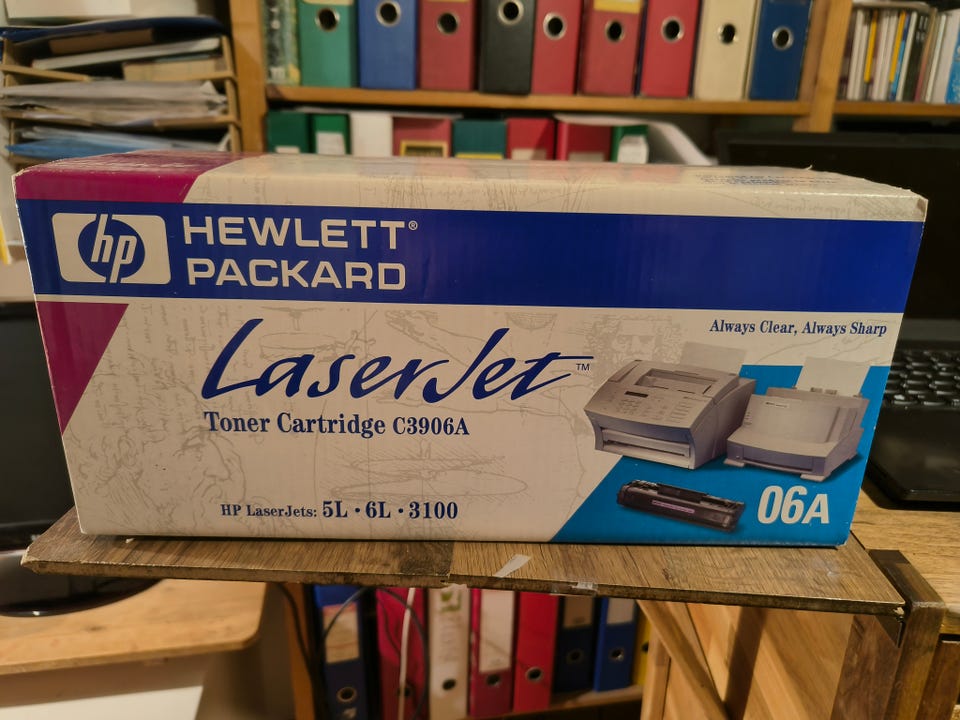 hp
HEWLETT®
PACKARD
Always Clear, Always Sharp
LaserJet™
Toner Cartridge C3906A
HP LaserJets: 5L · 6L · 3100
06A